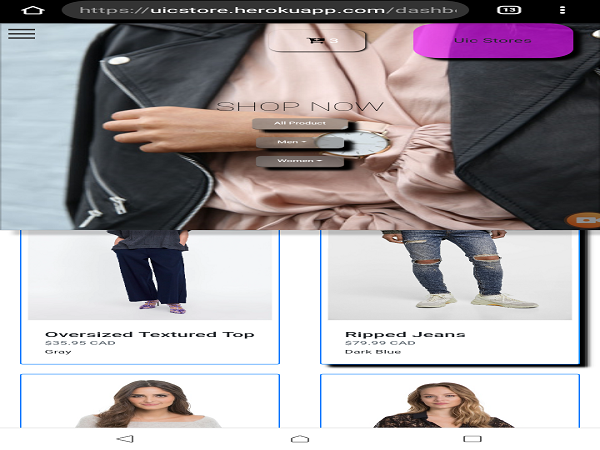 https://uicstore.herokuapp.com/dashb
13
Uic Stores
SHOP NOW
All Product
Men
Women
Oversized Textured Top
$35.95 CAD
Gray
Ripped Jeans
$79.99 CAD
Dark Blue